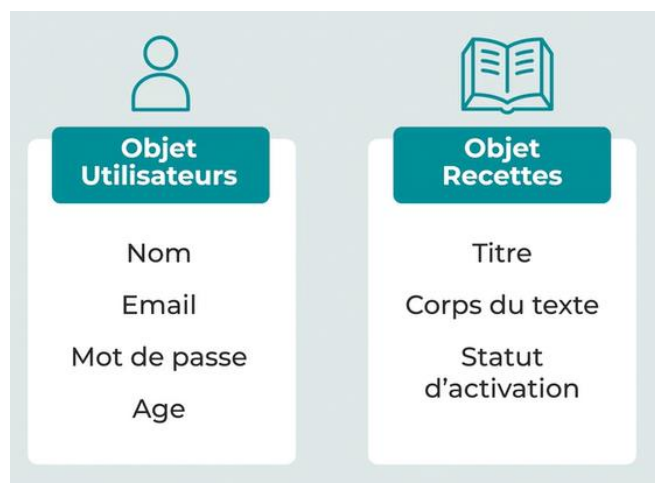 Objet
Utilisateurs
Nom
Email
Mot de passe
Age
Objet
Recettes
Titre
Corps du texte
Statut
d’activation